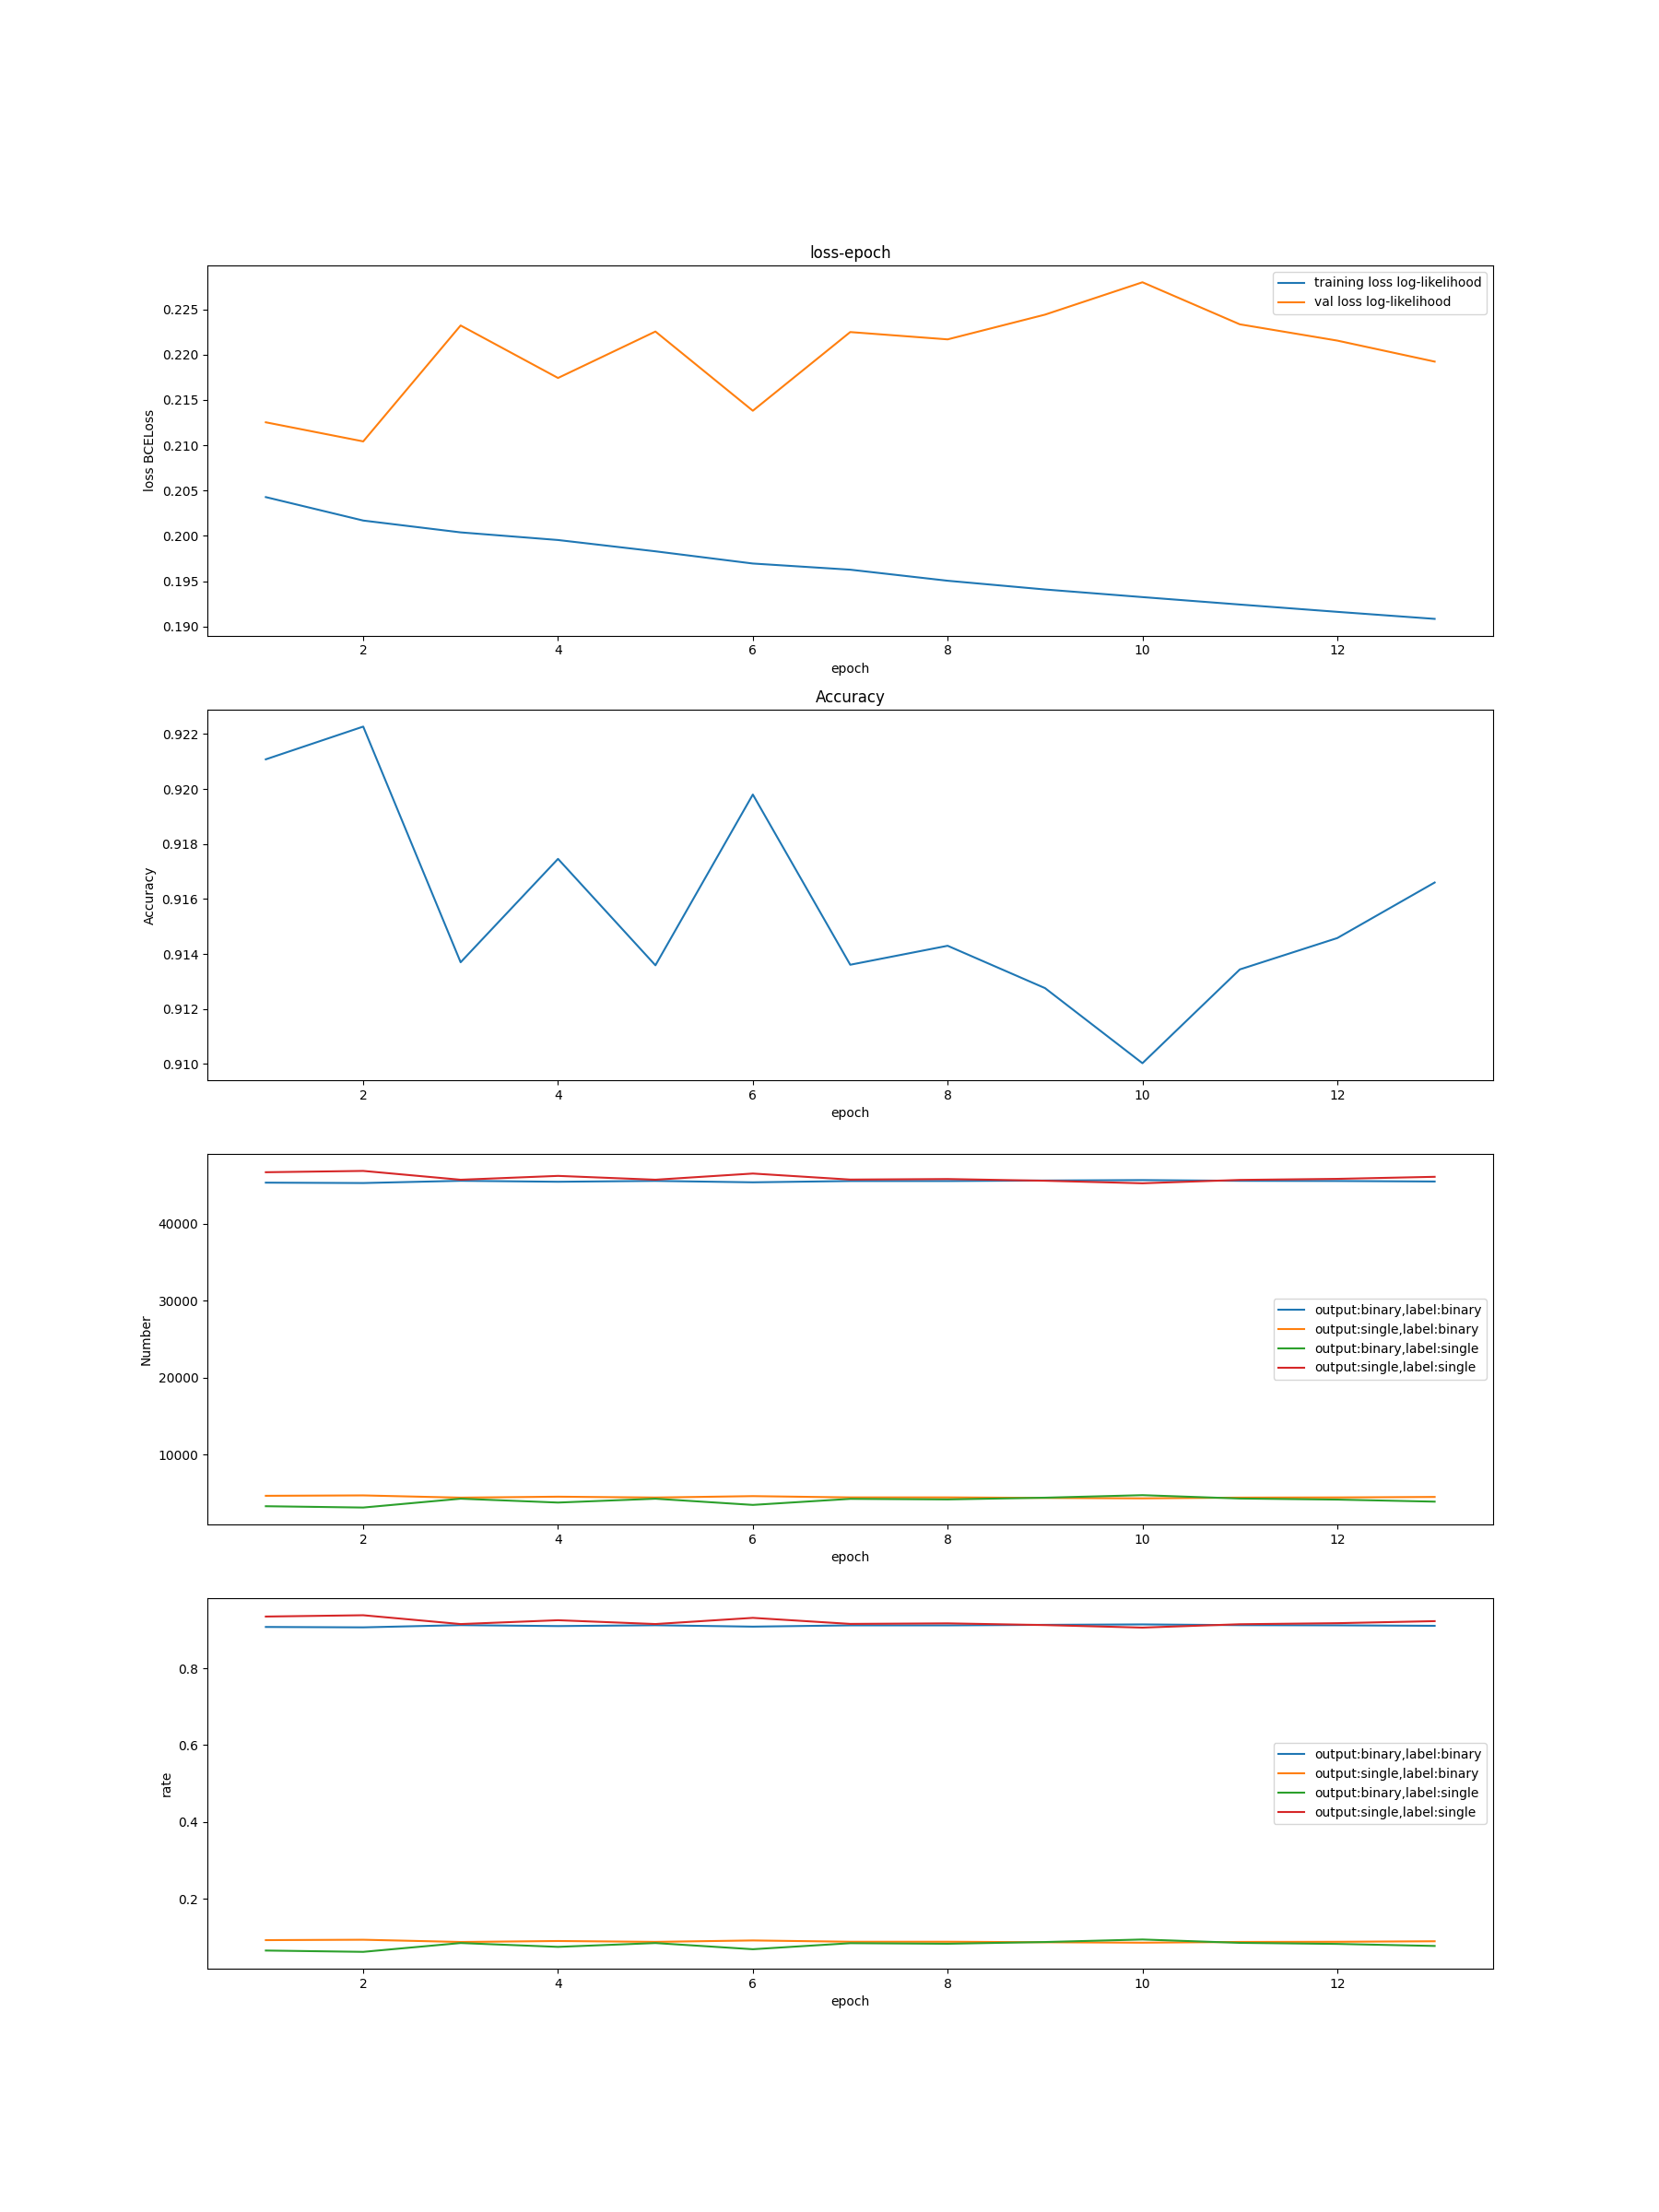 loss-epoch
training loss log-likelihood
val loss log-likelihood
loss BCELoss
0.225
0.220
0.215
0.210
0.205
0.200
0.195
0.190
2 4 6 8 10 12
epoch
Accuracy
Accuracy
0.922
0.920
0.918
0.916
0.914
0.912
0.910
2 4 6 8 10 12
epoch
Number
40000
30000
20000
10000
output:binary,label:binary
output:single,label:binary
output:binary,label:single
output:single,label:single
2 4 6 8 10 12
epoch
rate
0.8
0.6
0.4
0.2
output:binary,label:binary
output:single,label:binary
output:binary,label:single
output:single,label:single
2 4 6 8 10 12
epoch